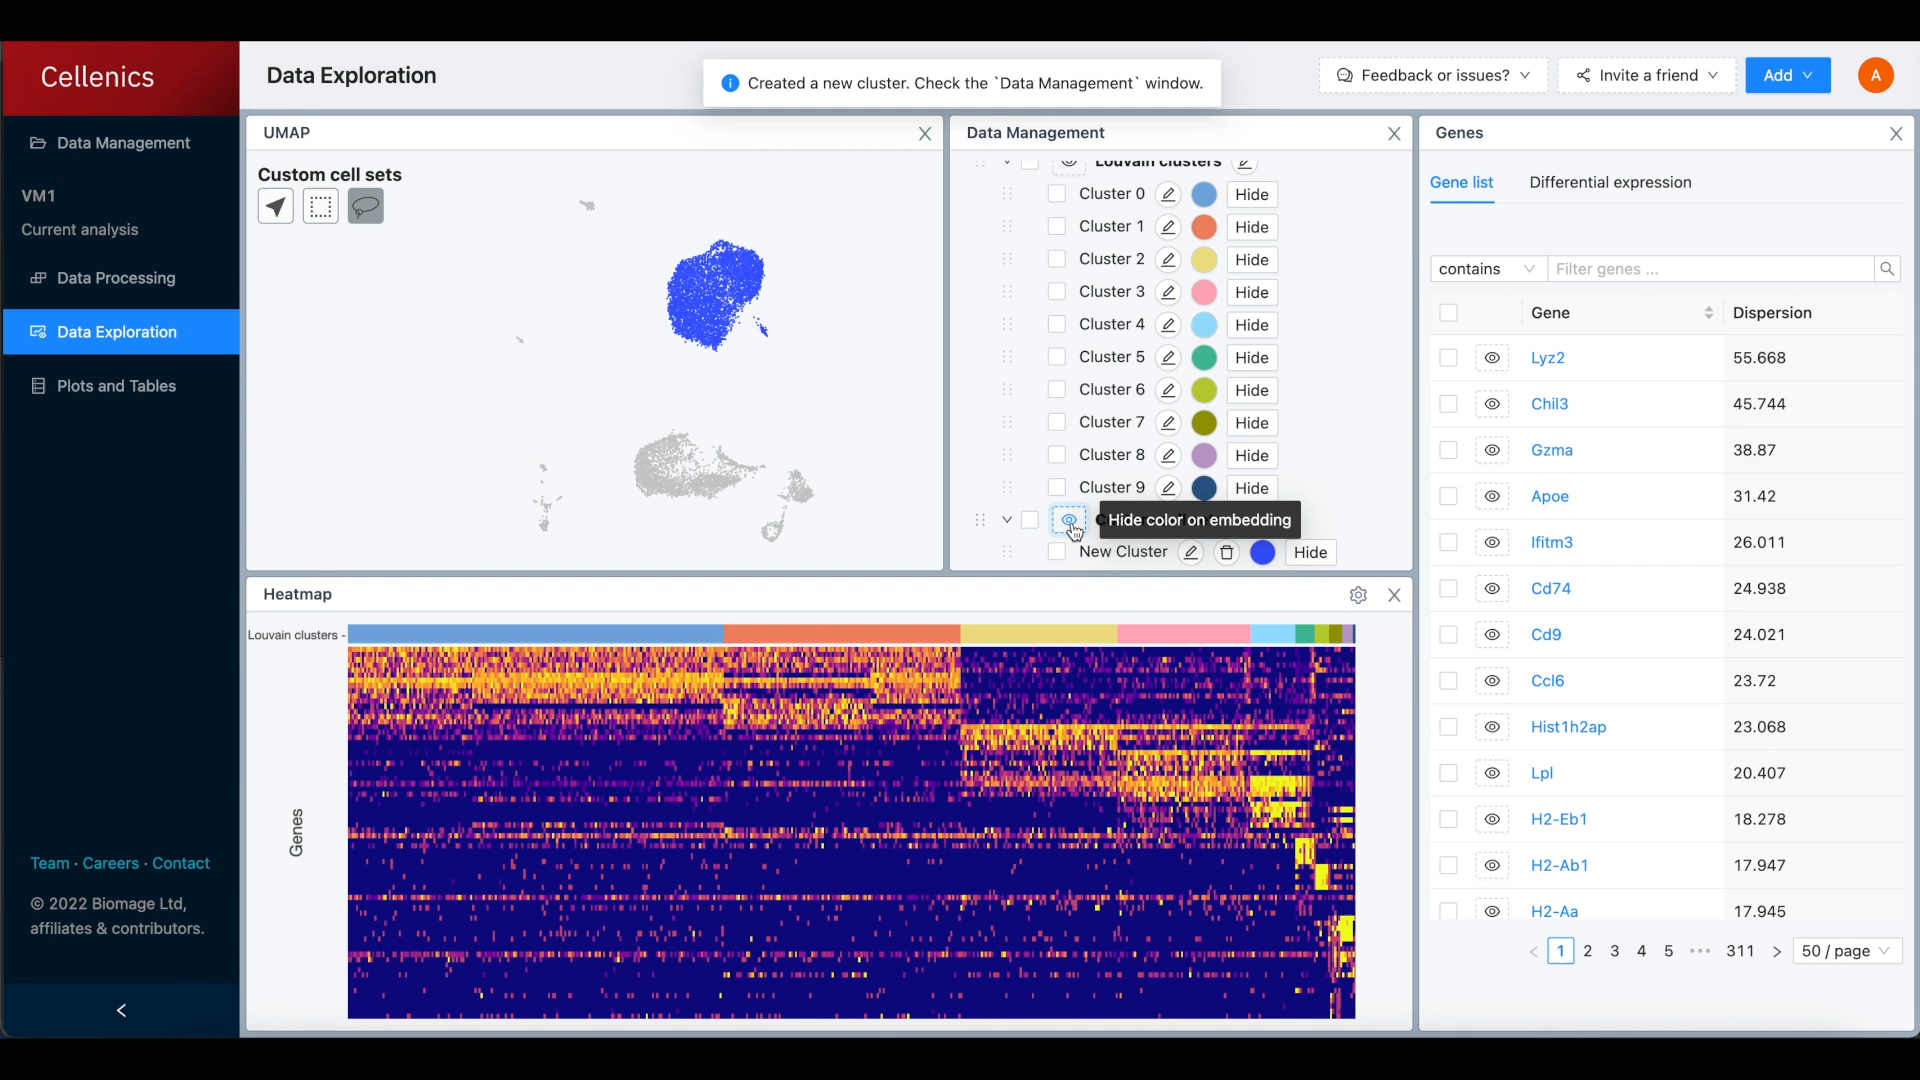 Cellenics
Data Management
VM1
Current analysis
Data Processing
Data Exploration
Plots and Tables
Team · Careers · Contact
© 2022 Biomage Ltd,
affiliates & contributors.
Data Exploration
Created a new cluster. Check the `Data Management` window.
Feedback or issues?
Invite a friend
Add
A
UMAP
Custom cell sets
Data Management
Louvain clusters
Cluster 0 Hide
Cluster 1 Hide
Cluster 2 Hide
Cluster 3 Hide
Cluster 4 Hide
Cluster 5 Hide
Cluster 6 Hide
Cluster 7 Hide
Cluster 8 Hide
Cluster 9 Hide
Hide color on embedding
New Cluster Hide
Heatmap
Louvain clusters -
Genes
Genes
Gene list Differential expression
contains Filter genes ...
Gene Dispersion
Lyz2 55.668
Chil3 45.744
Gzma 38.87
Apoe 31.42
Ifitm3 26.011
Cd74 24.938
Cd9 24.021
Ccl6 23.72
Hist1h2ap 23.068
Lpl 20.407
H2-Eb1 18.278
H2-Ab1 17.947
H2-Aa 17.945
< 1 2 3 4 5 ••• 311 > 50 / page